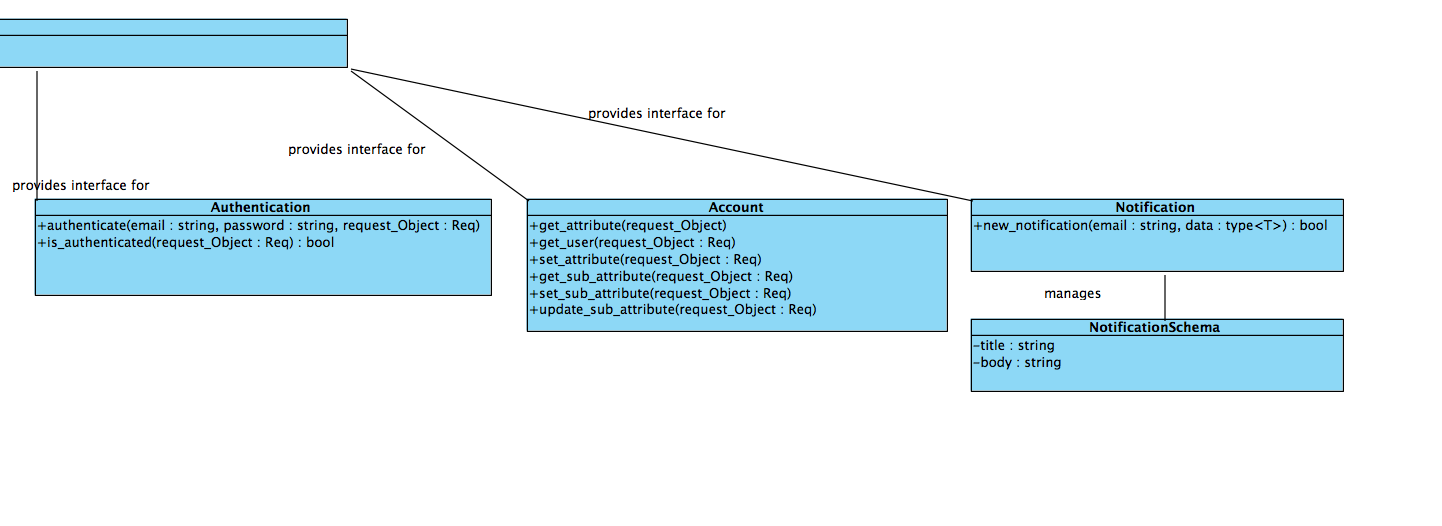 provides interface for
provides interface for
provides interface for
Authentication
+authenticate(email : string, password : string, request_Object : Req)
+is_authenticated(request_Object : Req) : bool
Account
+get_attribute(request_Object)
+get_user(request_Object : Req)
+set_attribute(request_Object : Req)
+get_sub_attribute(request_Object : Req)
+set_sub_attribute(request_Object : Req)
+update_sub_attribute(request_Object : Req)
Notification
+new_notification(email : string, data : type<T>) : bool
manages
NotificationSchema
-title : string
-body : string